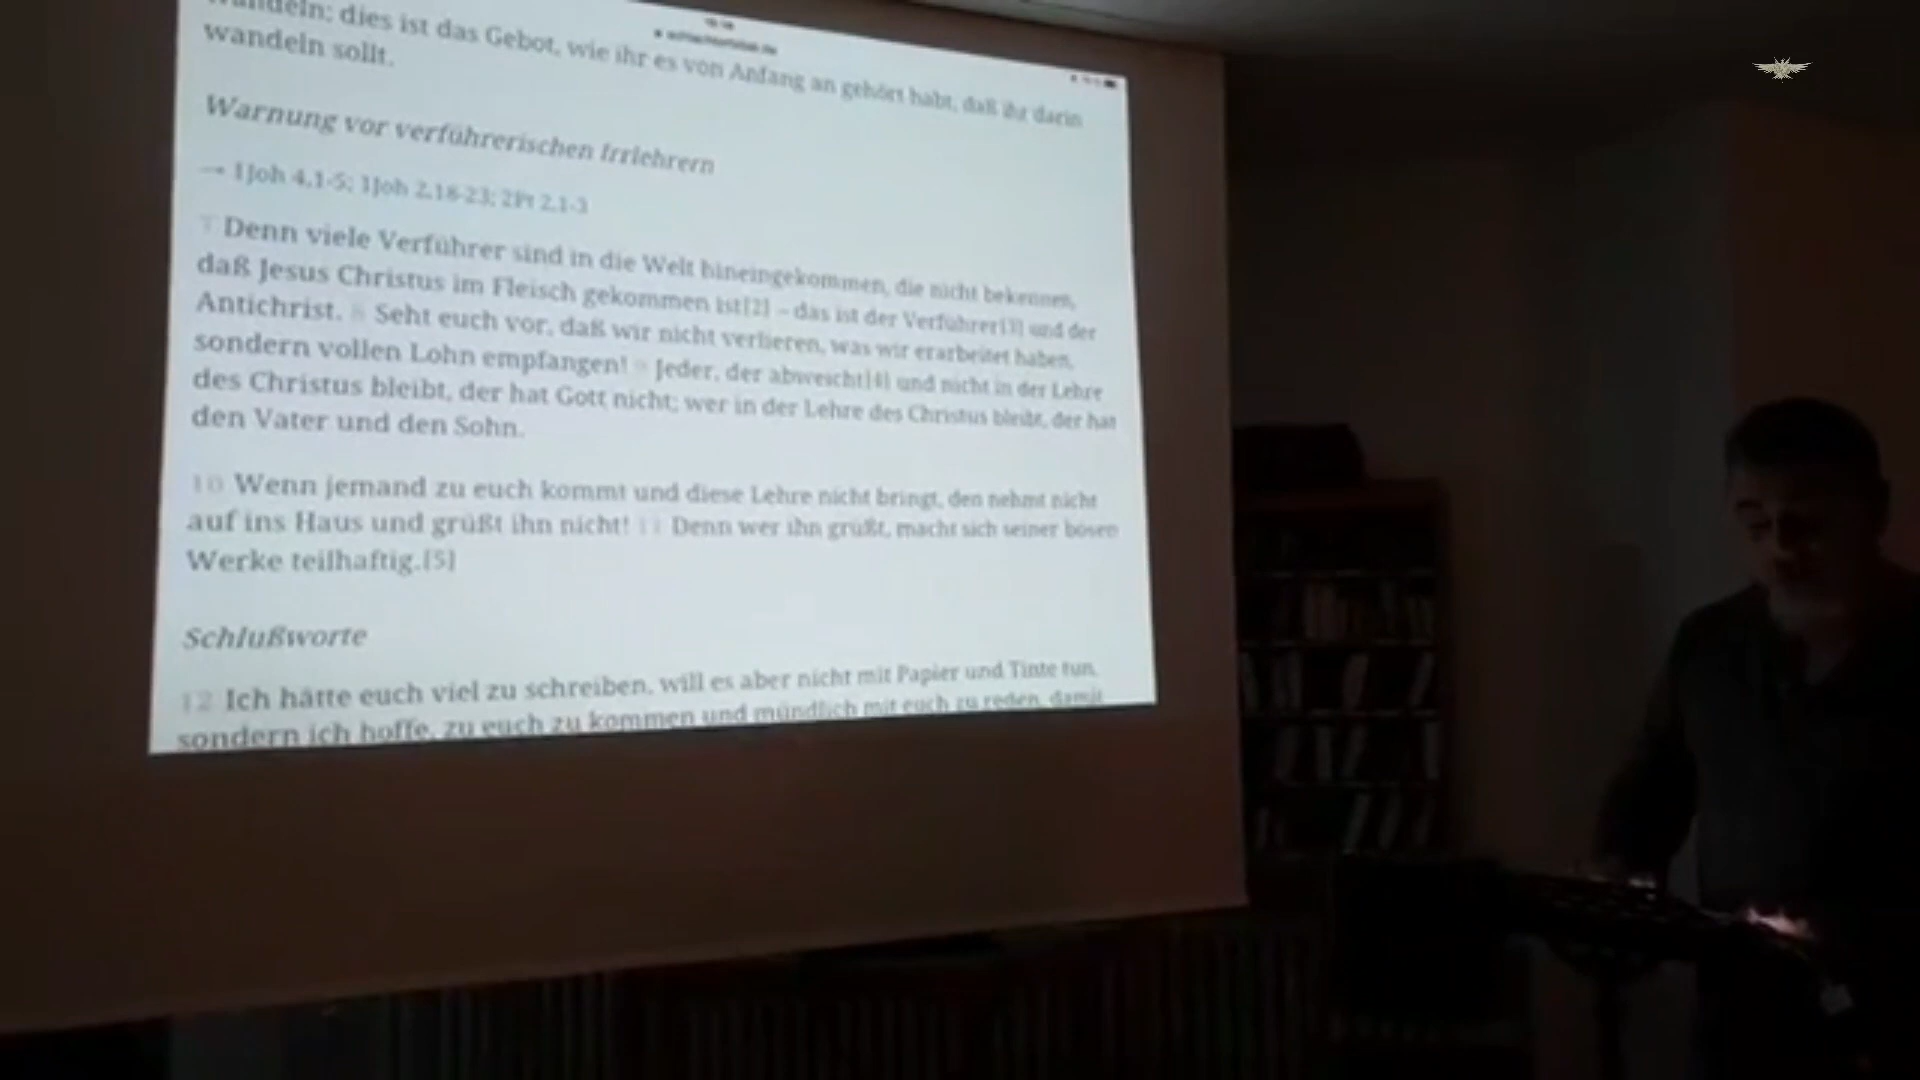 wandeln; dies ist das Gebot, wie ihr es von Anfang an gehört habt, daß ihr darin
wandeln sollt.
Warnung vor verführerischen Irrlehrern
→ 1Joh 4,1-5; 1Joh 2,18-23; 2Pt 2,1-3
7 Denn viele Verführer sind in die Welt hineingekommen, die nicht bekennen,
daß Jesus Christus im Fleisch gekommen ist[2] – das ist der Verführer[3] und der
Antichrist. 8 Seht euch vor, daß wir nicht verlieren, was wir erarbeitet haben,
sondern vollen Lohn empfangen! 9 Jeder, der abweicht[4] und nicht in der Lehre
des Christus bleibt, der hat Gott nicht; wer in der Lehre des Christus bleibt, der hat
den Vater und den Sohn.
10 Wenn jemand zu euch kommt und diese Lehre nicht bringt, den nehmt nicht
auf ins Haus und grüßt ihn nicht! 11 Denn wer ihn grüßt, macht sich seiner bösen
Werke teilhaftig.[5]
Schlußworte
12 Ich hätte euch viel zu schreiben, will es aber nicht mit Papier und Tinte tun,
sondern ich hoffe, zu euch zu kommen und mündlich mit euch zu reden, damit